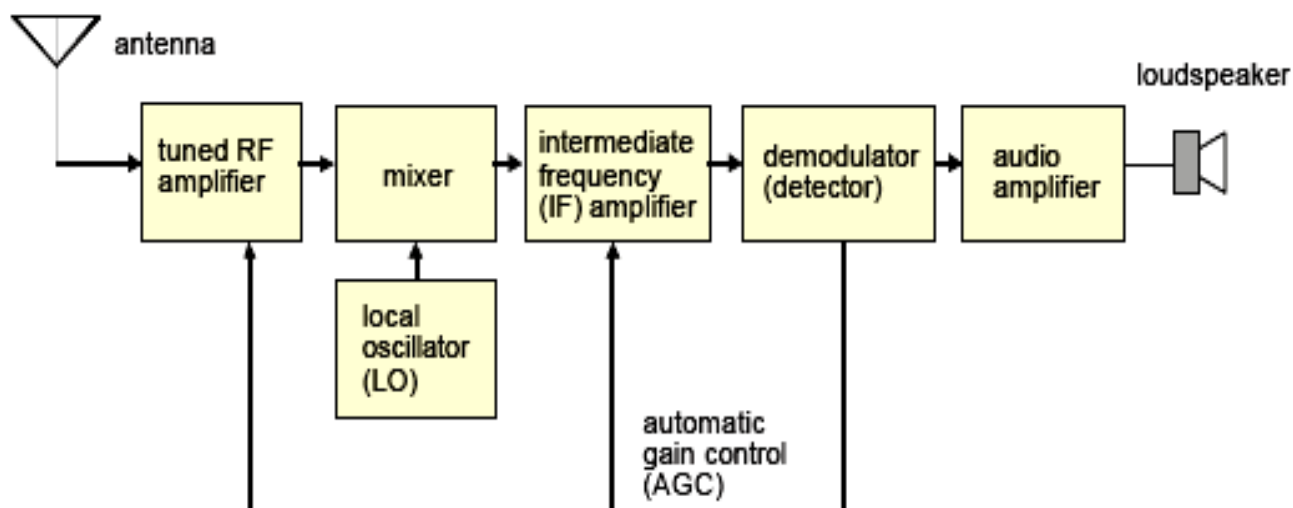 antenna
loudspeaker
tuned RF
amplifier
mixer
intermediate
frequency
(IF) amplifier
demodulator
(detector)
audio
amplifier
local
oscillator
(LO)
automatic
gain control
(AGC)